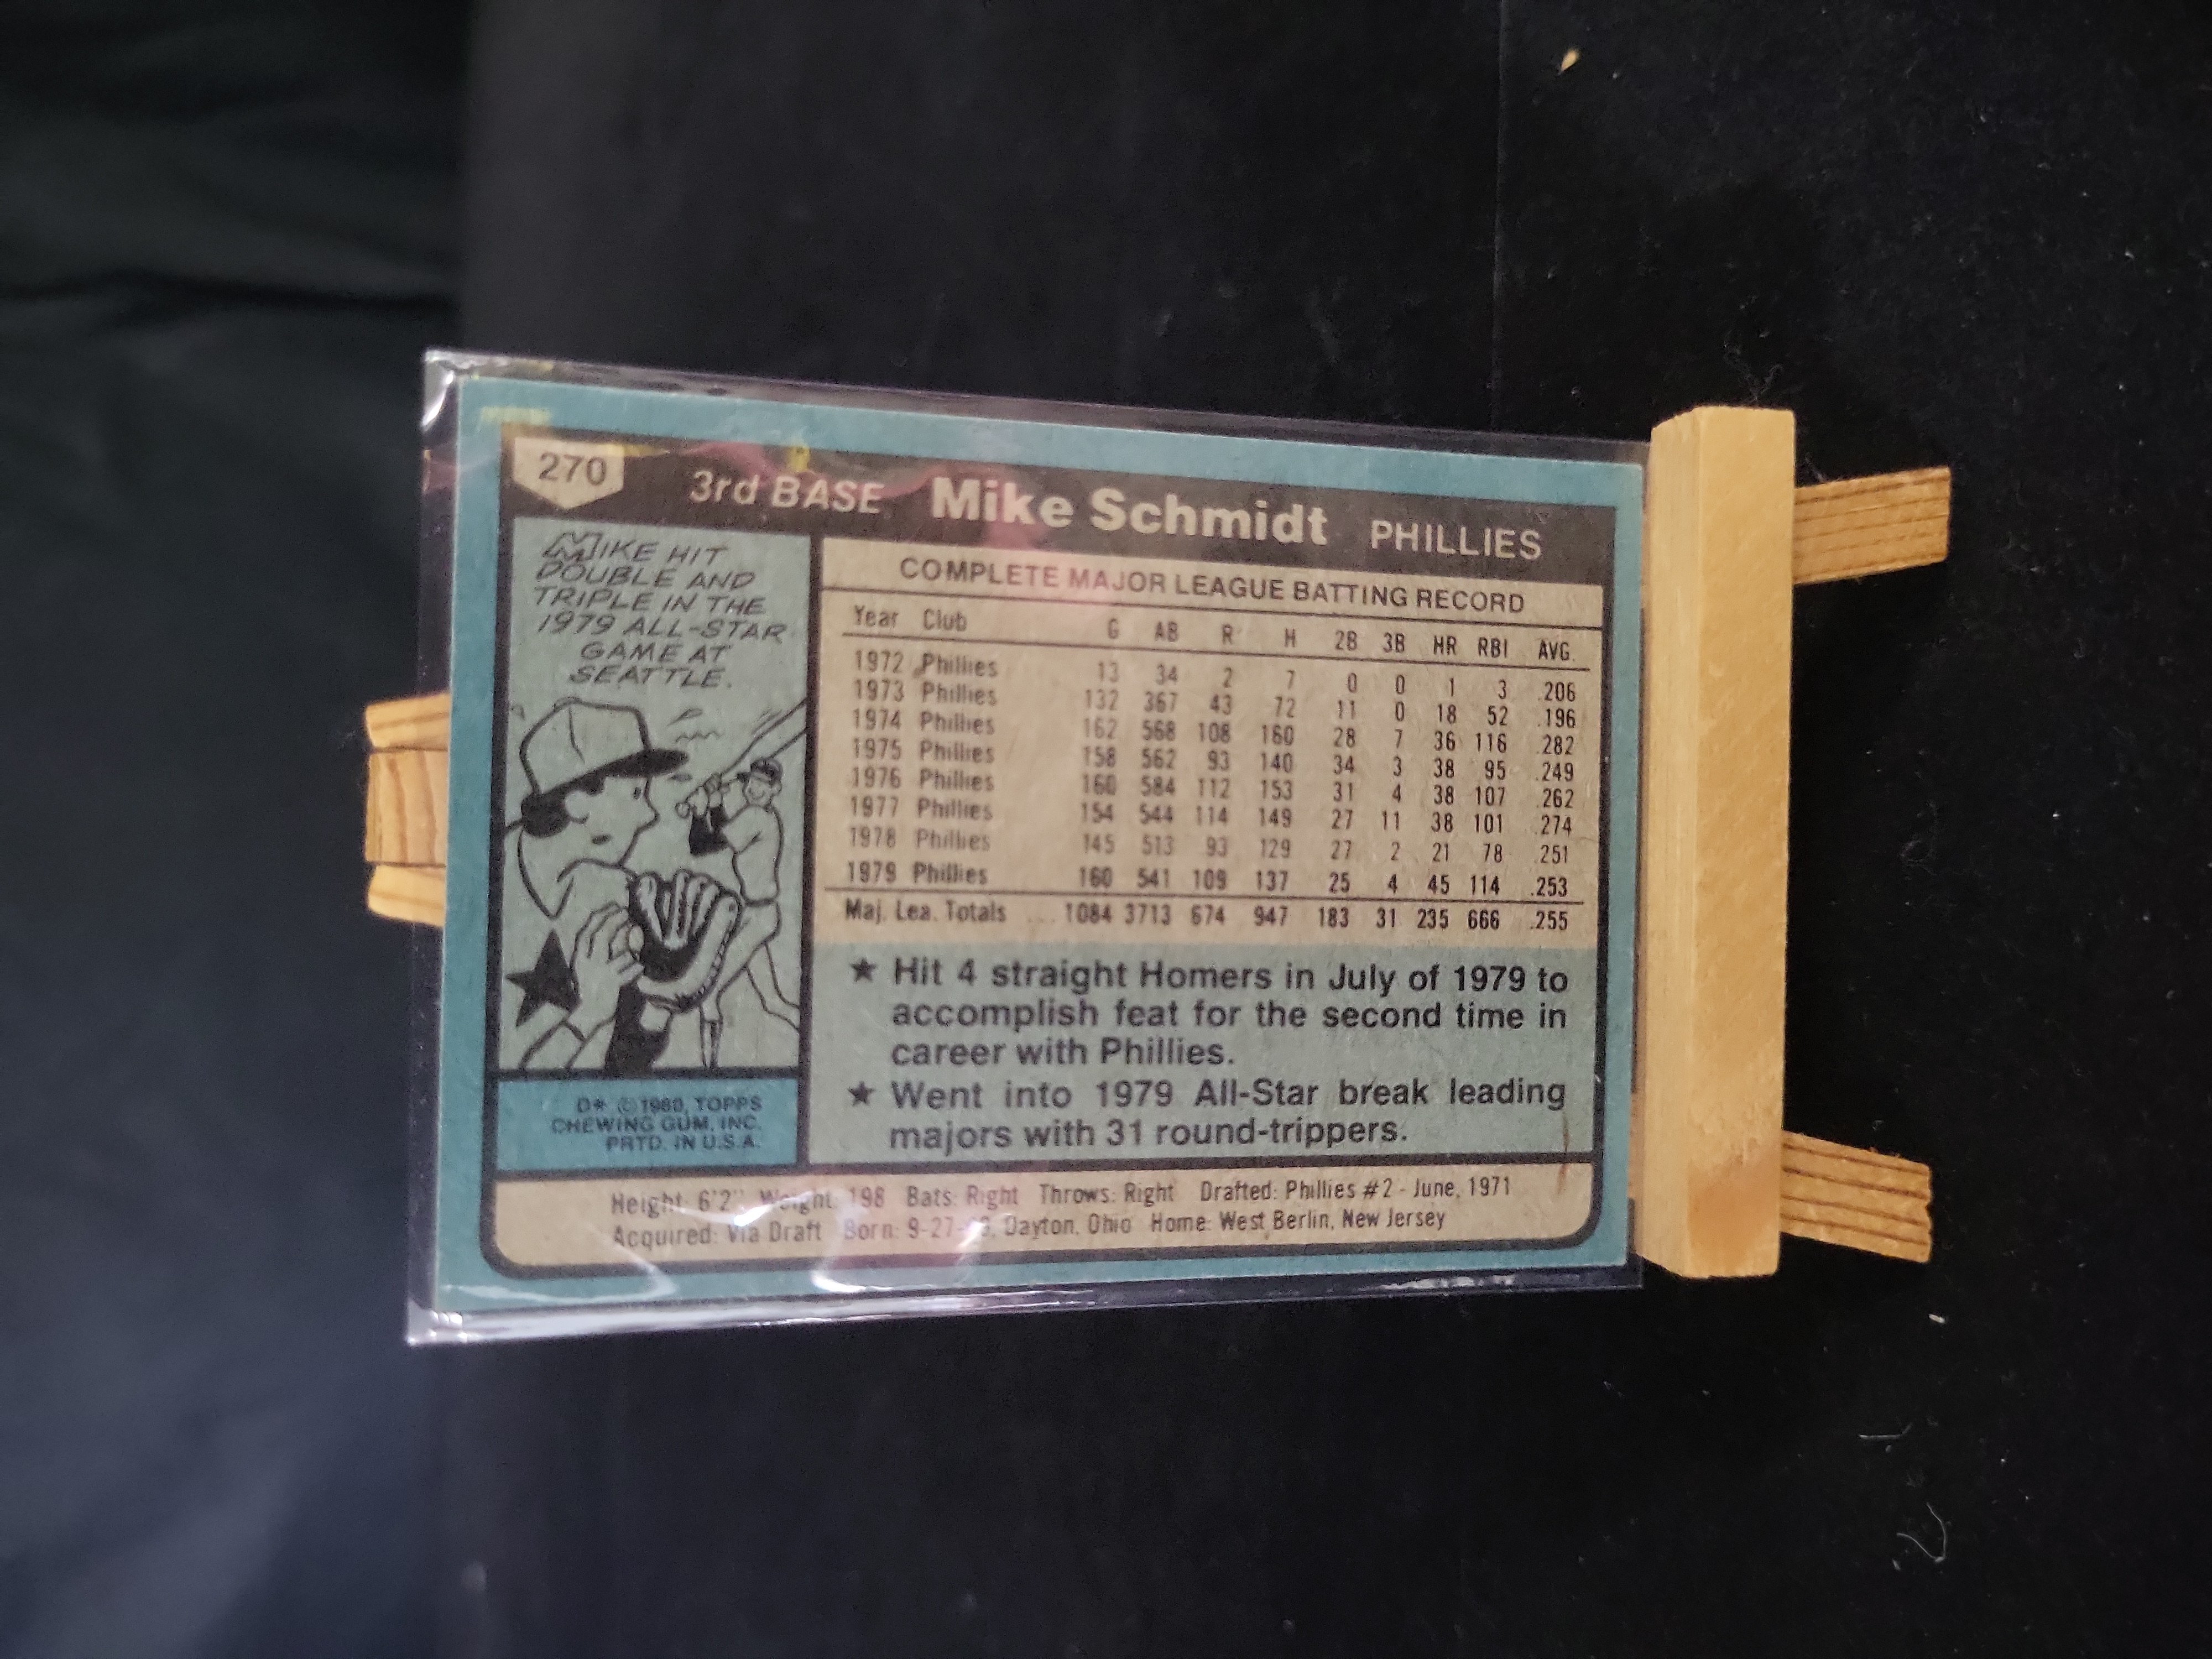 270
3rd BASE Mike Schmidt PHILLIES
MIKE HIT
DOUBLE AND
TRIPLE IN THE
1979 ALL-STAR
GAME AT
SEATTLE.
D* © 1980, TOPPS
CHEWING GUM, INC.
PRTD. IN U.S.A.
COMPLETE MAJOR LEAGUE BATTING RECORD
Year Club G AB R H 2B 3B HR RBI AVG.
1972 Phillies 13 34 2 7 0 0 1 3 .206
1973 Phillies 132 367 43 72 11 0 18 52 .196
1974 Phillies 162 568 108 160 28 7 36 116 .282
1975 Phillies 158 562 93 140 34 3 38 95 .249
1976 Phillies 160 584 112 153 31 4 38 107 .262
1977 Phillies 154 544 114 149 27 11 38 101 .274
1978 Phillies 145 513 93 129 27 2 21 78 .251
1979 Phillies 160 541 109 137 25 4 45 114 .253
Maj. Lea. Totals ... 1084 3713 674 947 183 31 235 666 .255
★ Hit 4 straight Homers in July of 1979 to
accomplish feat for the second time in
career with Phillies.
★ Went into 1979 All-Star break leading
majors with 31 round-trippers.
Height: 6'2" Weight: 198 Bats: Right Throws: Right Drafted: Phillies #2 - June, 1971
Acquired: Via Draft Born: Dayton, Ohio Home: West Berlin, New Jersey